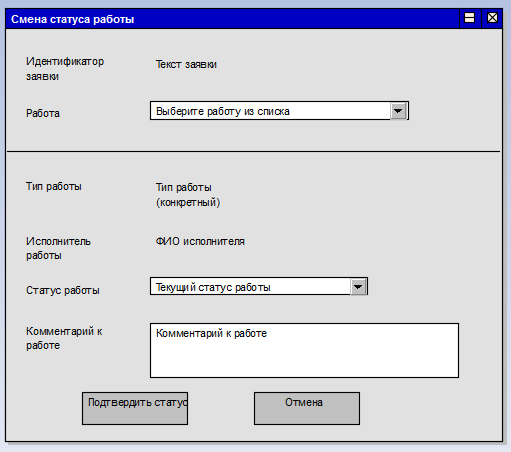 Смена статуса работы
Идентификатор
заявки
Текст заявки
Работа
Выберите работу из списка
Тип работы
Тип работы
(конкретный)
Исполнитель
работы
ФИО исполнителя
Статус работы
Текущий статус работы
Комментарий к
работе
Комментарий к работе
Подтвердить статус
Отмена